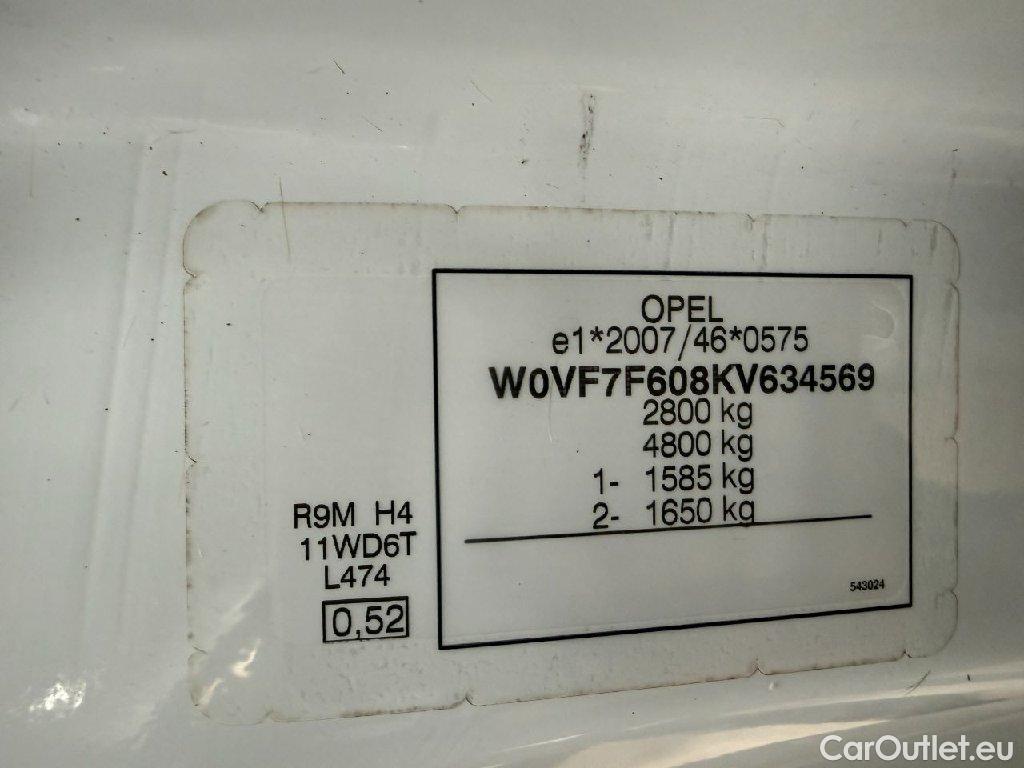 OPEL
e1*2007/46*0575
W0VF7F608KV634569
2800 kg
4800 kg
1- 1585 kg
2- 1650 kg
R9M H4
11WD6T
L474
0,52
543024
CarOutlet.eu